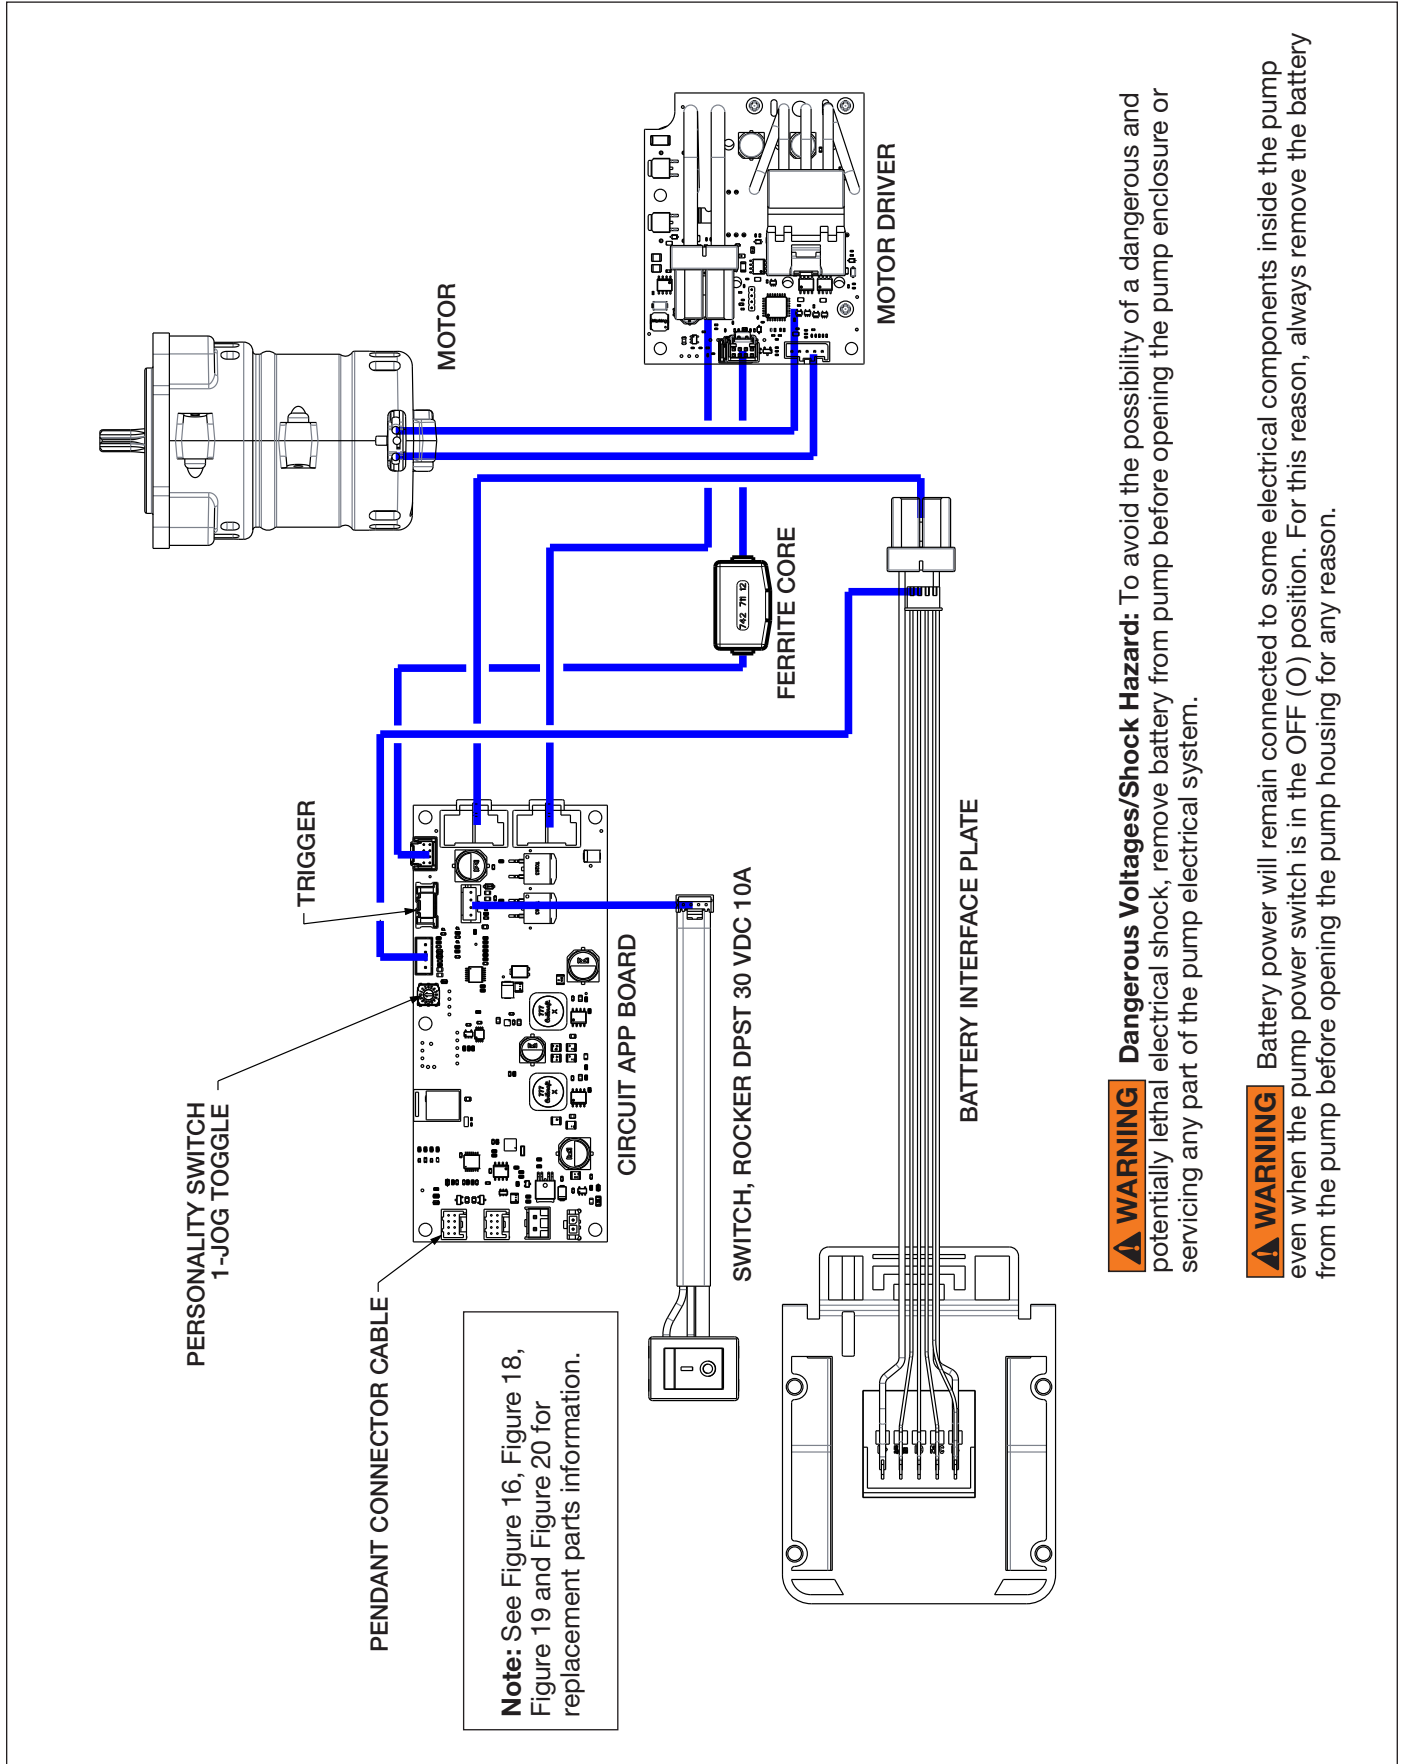 MOTOR
MOTOR DRIVER
FERRITE CORE
742 711 12
TRIGGER
PERSONALITY SWITCH
1-JOG TOGGLE
PENDANT CONNECTOR CABLE
CIRCUIT APP BOARD
SWITCH, ROCKER DPST 30 VDC 10A
BATTERY INTERFACE PLATE
Note: See Figure 16, Figure 18,
Figure 19 and Figure 20 for
replacement parts information.
WARNING Dangerous Voltages/Shock Hazard: To avoid the possibility of a dangerous and
potentially lethal electrical shock, remove battery from pump before opening the pump enclosure or
servicing any part of the pump electrical system.
WARNING Battery power will remain connected to some electrical components inside the pump
even when the pump power switch is in the OFF (O) position. For this reason, always remove the battery
from the pump before opening the pump housing for any reason.